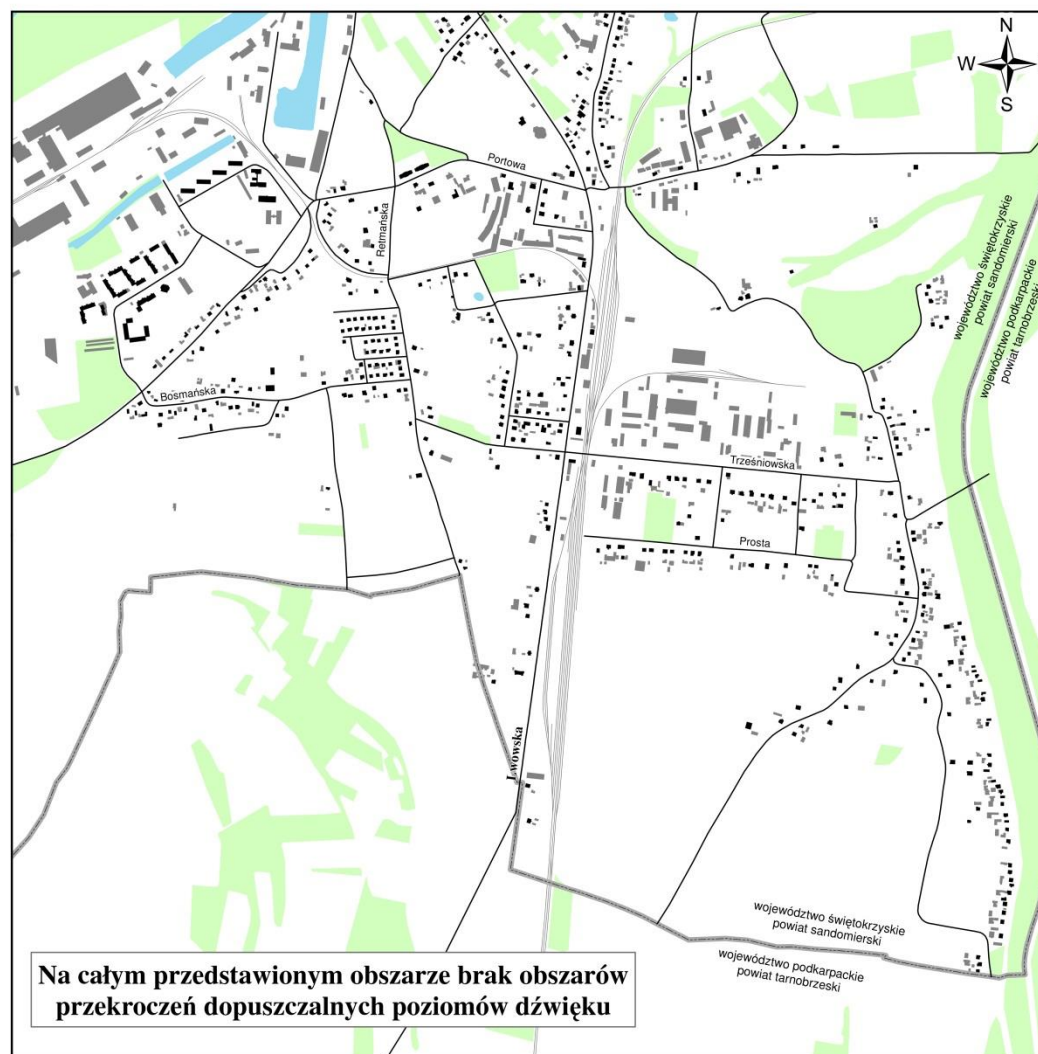 N
W
S
Portowa
Retmańska
województwo świętokrzyskie
powiat sandomierski
województwo podkarpackie
powiat tarnobrzeski
Bosmańska
Trześniowska
Prosta
Lwowska
województwo świętokrzyskie
powiat sandomierski
województwo podkarpackie
powiat tarnobrzeski
Na całym przedstawionym obszarze brak obszarów
przekroczeń dopuszczalnych poziomów dźwięku